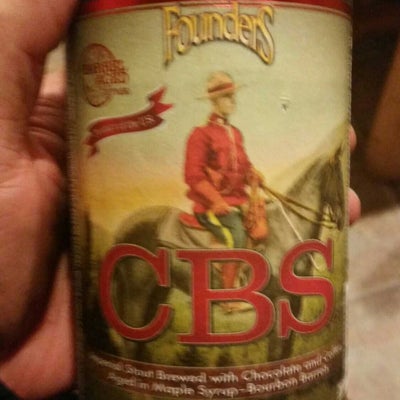 Founders
CBS
Imperial Stout Brewed with Chocolate and Coffee
Aged in Maple Syrup - Bourbon Barrels